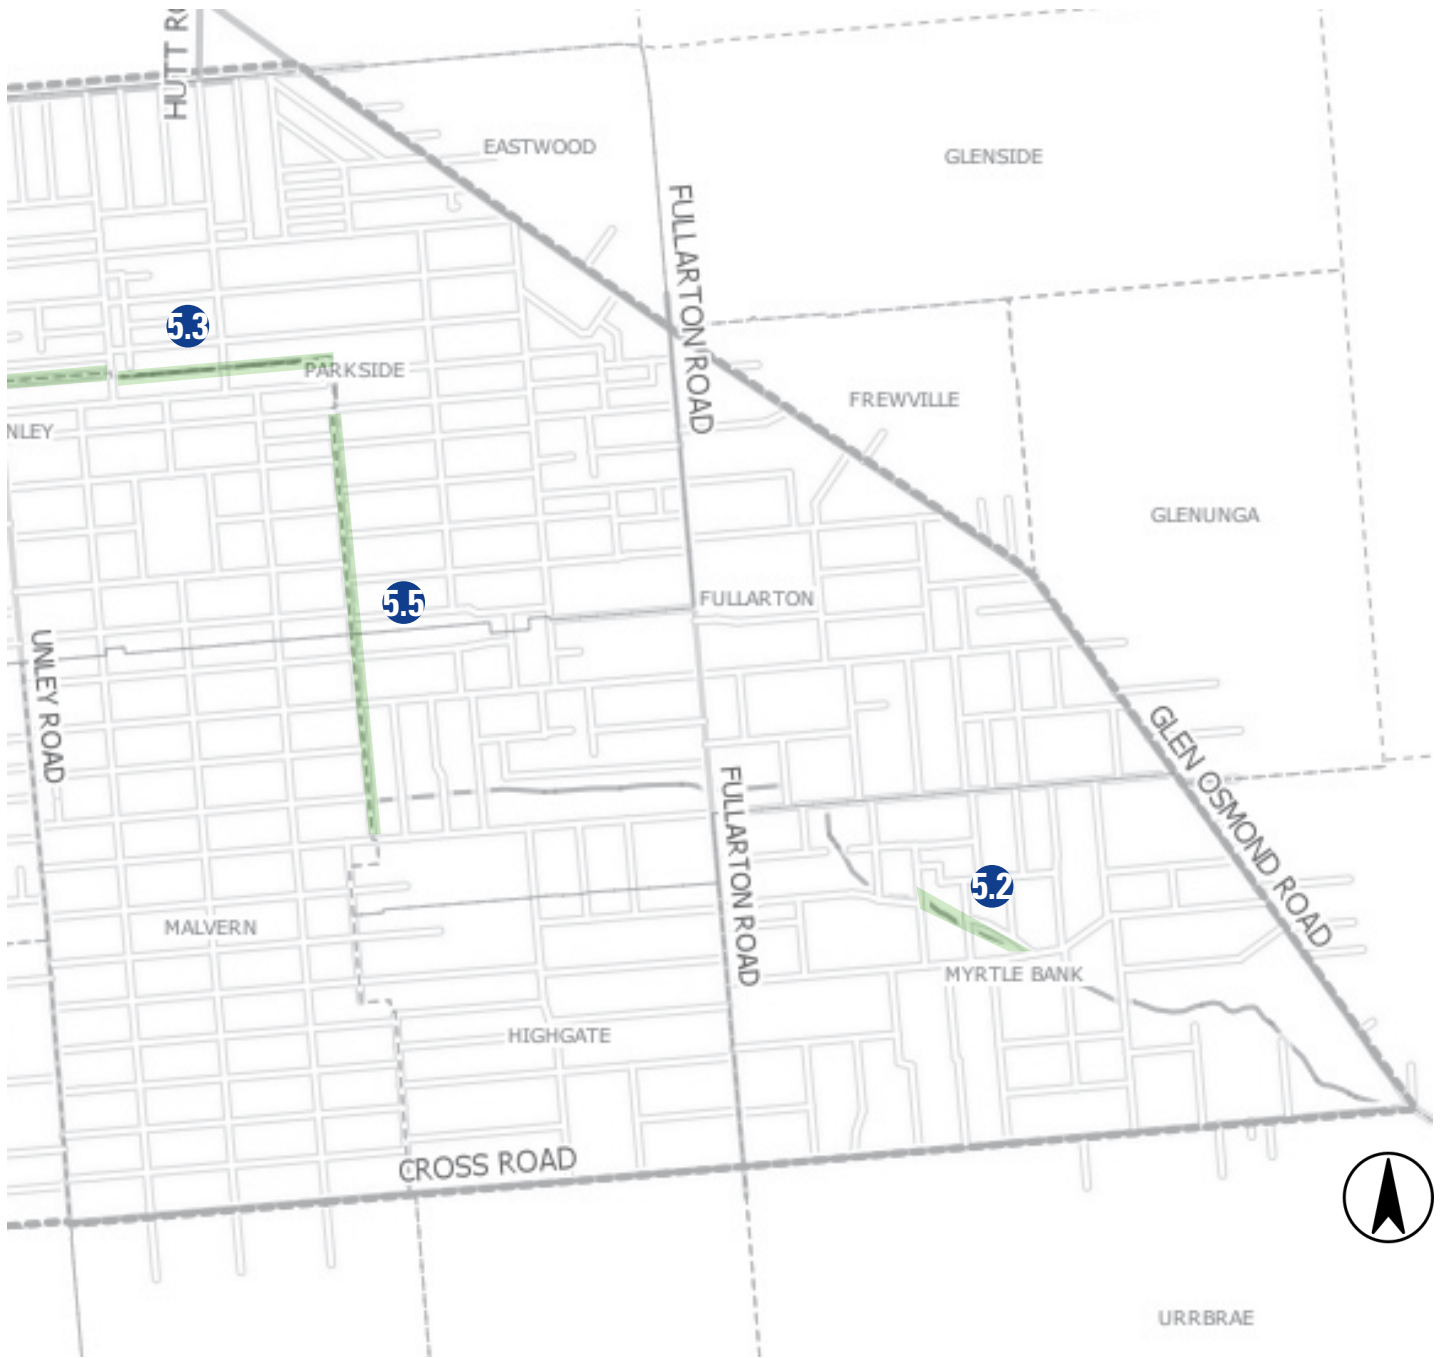 HUTT RO
EASTWOOD
GLENSIDE
FULLARTON ROAD
5.3
PARKSIDE
FREWVILLE
NLEY
GLENUNGA
5.5
FULLARTON
UNLEY ROAD
GLEN OSMOND ROAD
FULLARTON ROAD
5.2
MALVERN
MYRTLE BANK
HIGHGATE
CROSS ROAD
URRBRAE